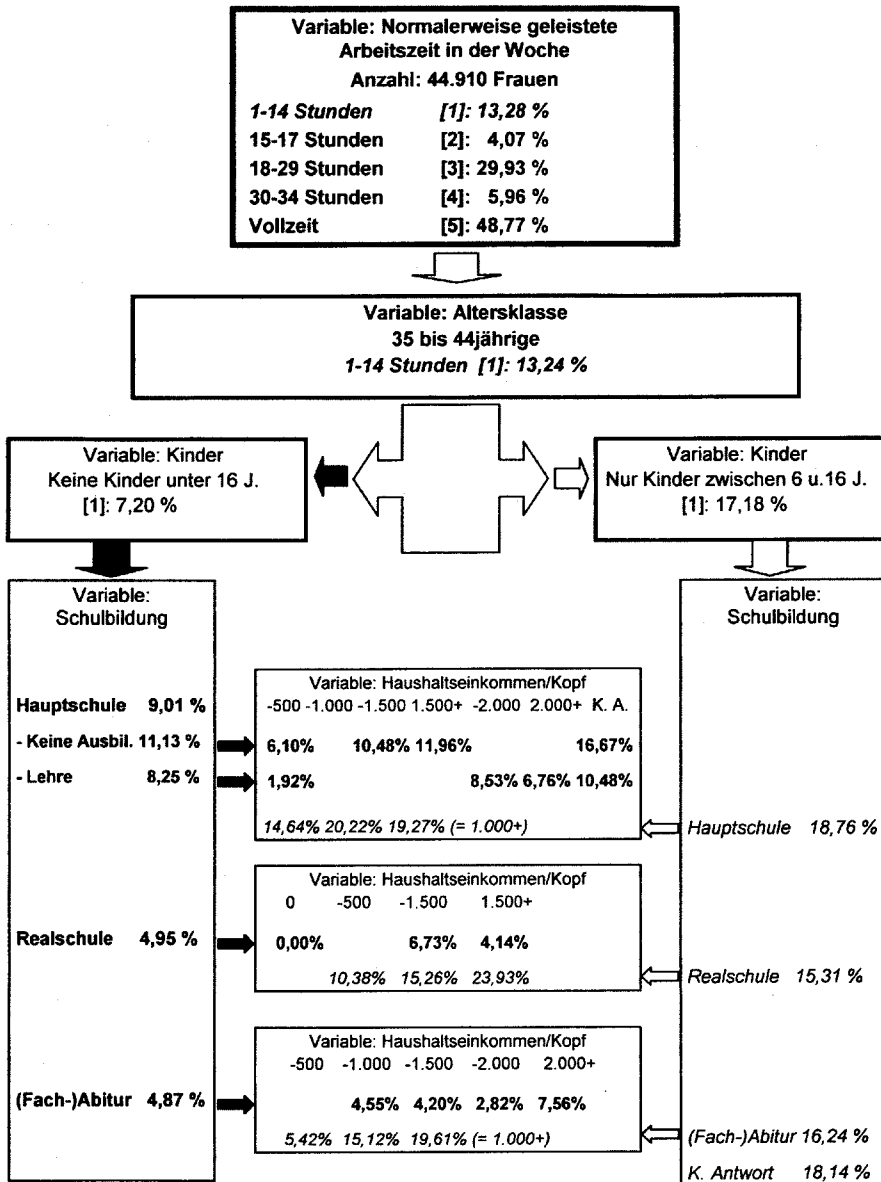 Variable: Normalerweise geleistete
Arbeitszeit in der Woche
Anzahl: 44.910 Frauen
1-14 Stunden [1]: 13,28 %
15-17 Stunden [2]: 4,07 %
18-29 Stunden [3]: 29,93 %
30-34 Stunden [4]: 5,96 %
Vollzeit [5]: 48,77 %
Variable: Altersklasse
35 bis 44jährige
1-14 Stunden [1]: 13,24 %
Variable: Kinder
Keine Kinder unter 16 J.
[1]: 7,20 %
Variable: Kinder
Nur Kinder zwischen 6 u.16 J.
[1]: 17,18 %
Variable:
Schulbildung
Hauptschule 9,01 %
- Keine Ausbil. 11,13 %
- Lehre 8,25 %
Realschule 4,95 %
(Fach-)Abitur 4,87 %
Variable: Haushaltseinkommen/Kopf
-500 -1.000 -1.500 1.500+ -2.000 2.000+ K. A.
6,10% 10,48% 11,96% 16,67%
1,92% 8,53% 6,76% 10,48%
14,64% 20,22% 19,27% (= 1.000+)
Variable: Haushaltseinkommen/Kopf
0 -500 -1.500 1.500+
0,00% 6,73% 4,14%
10,38% 15,26% 23,93%
Variable: Haushaltseinkommen/Kopf
-500 -1.000 -1.500 -2.000 2.000+
4,55% 4,20% 2,82% 7,56%
5,42% 15,12% 19,61% (= 1.000+)
Variable:
Schulbildung
Hauptschule 18,76 %
Realschule 15,31 %
(Fach-)Abitur 16,24 %
K. Antwort 18,14 %